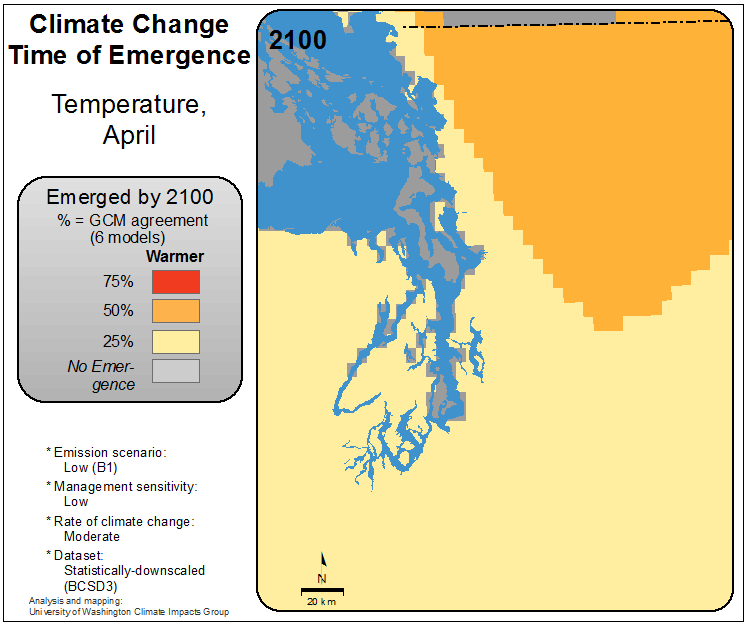 Climate Change
Time of Emergence
Temperature,
April
Emerged by 2100
% = GCM agreement
(6 models)
Warmer
75%
50%
25%
No Emer-
gence
* Emission scenario:
Low (B1)
* Management sensitivity:
Low
* Rate of climate change:
Moderate
* Dataset:
Statistically-downscaled
(BCSD3)
Analysis and mapping:
University of Washington Climate Impacts Group
2100
N
20 km